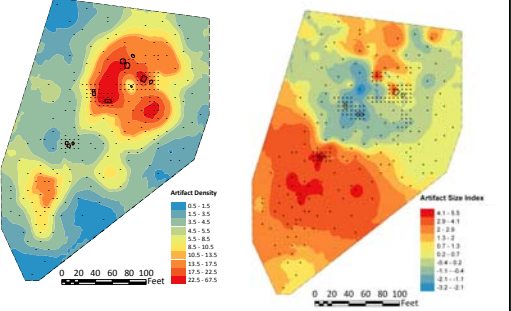 Artifact Density
0.5 - 1.5
1.5 - 3.5
3.5 - 4.5
4.5 - 5.5
5.5 - 8.5
8.5 - 10.5
10.5 - 13.5
13.5 - 17.5
17.5 - 22.5
22.5 - 67.5
0 20 40 60 80 100
Feet
Artifact Size Index
4.1 - 5.5
2.9 - 4.1
2 - 2.9
1.3 - 2
0.7 - 1.3
0.2 - 0.7
-0.4 - 0.2
-1.1 - -0.4
-2.1 - -1.1
-3.2 - -2.1
0 20 40 60 80 100
Feet